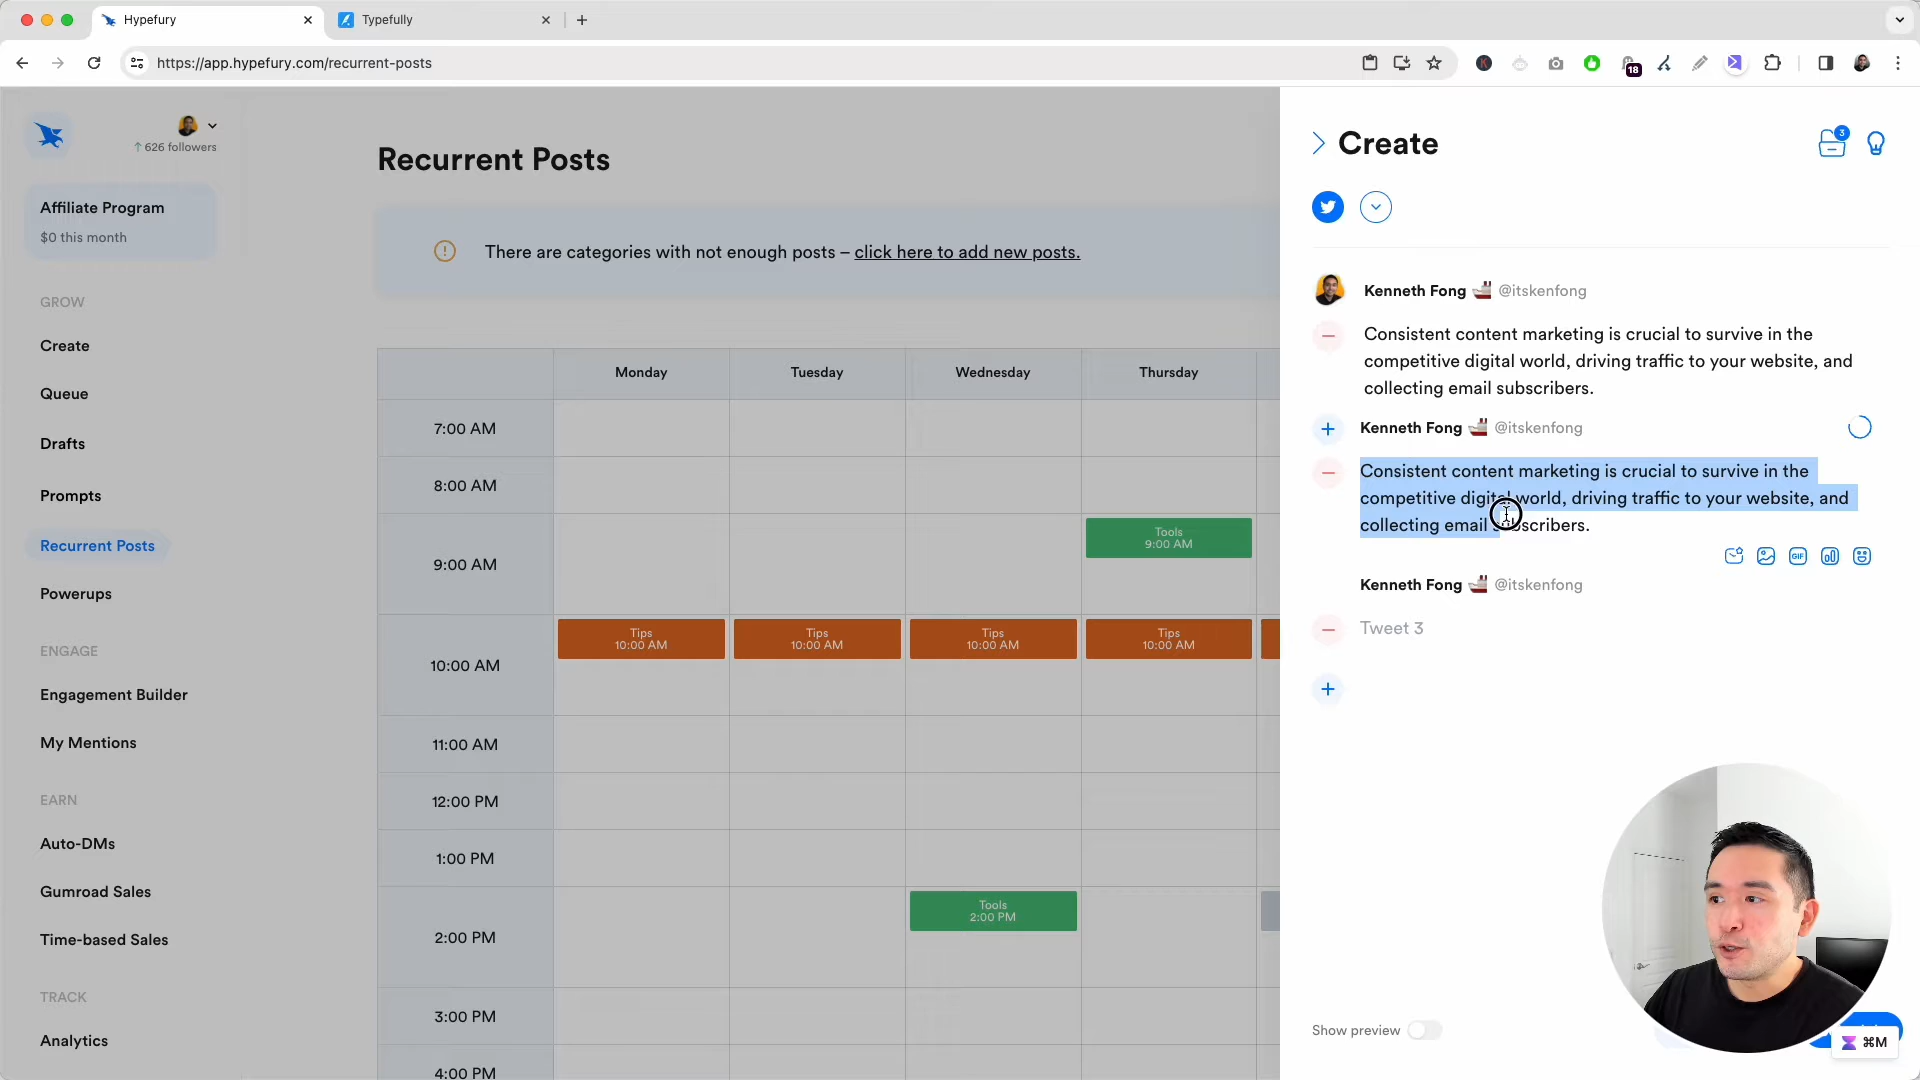 Hypefury
Typefully
https://app.hypefury.com/recurrent-posts
18
↑ 626 followers
Affiliate Program
$0 this month
GROW
Create
Queue
Drafts
Prompts
Recurrent Posts
Powerups
ENGAGE
Engagement Builder
My Mentions
EARN
Auto-DMs
Gumroad Sales
Time-based Sales
TRACK
Analytics
Recurrent Posts
There are categories with not enough posts – click here to add new posts.
Monday Tuesday Wednesday Thursday
7:00 AM
8:00 AM
9:00 AM
Tools
9:00 AM
10:00 AM
Tips
10:00 AM
Tips
10:00 AM
Tips
10:00 AM
Tips
10:00 AM
11:00 AM
12:00 PM
1:00 PM
2:00 PM
Tools
2:00 PM
3:00 PM
4:00 PM
Create
3
Kenneth Fong 🚢 @itskenfong
Consistent content marketing is crucial to survive in the
competitive digital world, driving traffic to your website, and
collecting email subscribers.
Kenneth Fong 🚢 @itskenfong
Consistent content marketing is crucial to survive in the
competitive digital world, driving traffic to your website, and
collecting email subscribers.
GIF
Kenneth Fong 🚢 @itskenfong
Tweet 3
Show preview
⌘M